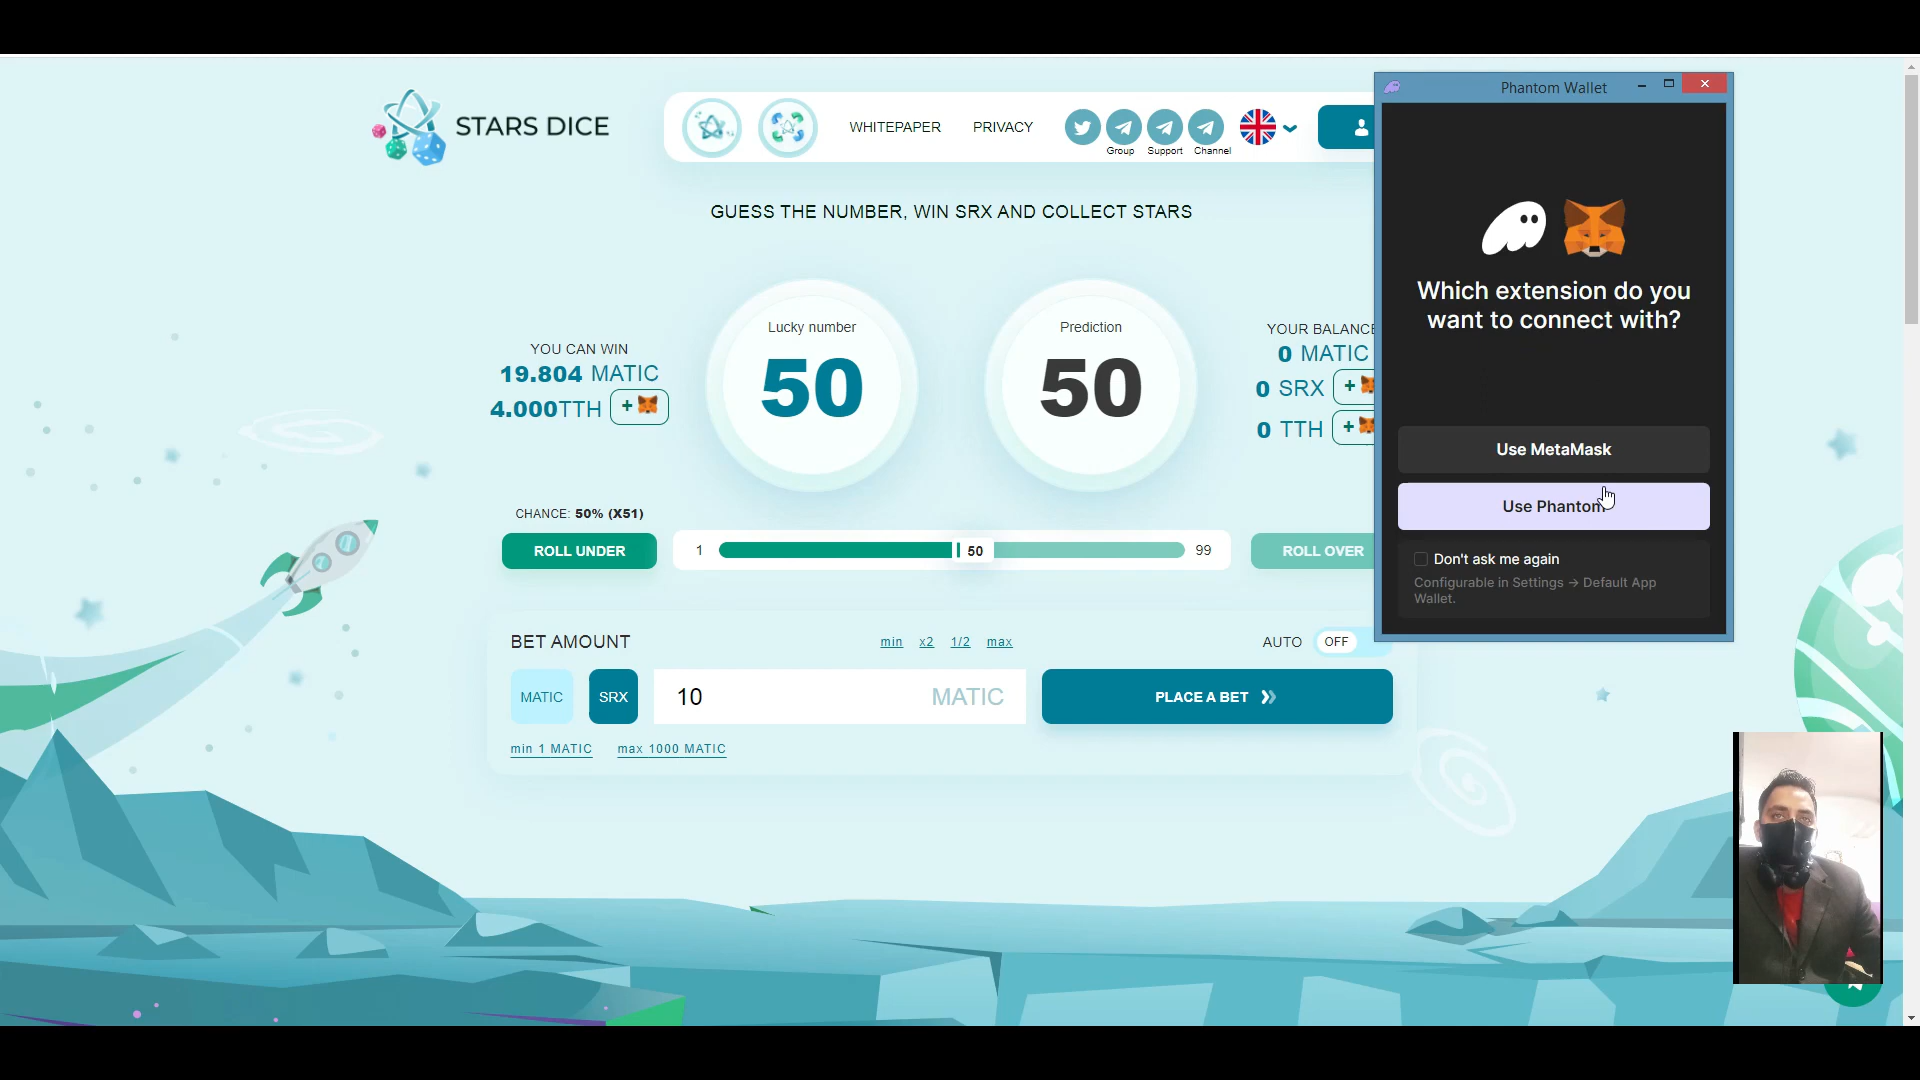 STARS DICE
WHITEPAPER
PRIVACY
Group
Support
Channel
GUESS THE NUMBER, WIN SRX AND COLLECT STARS
YOU CAN WIN
19.804 MATIC
4.000TTH +
Lucky number
50
Prediction
50
YOUR BALANCE
0 MATIC
0 SRX +
0 TTH +
CHANCE: 50% (X51)
ROLL UNDER
1
50
99
ROLL OVER
BET AMOUNT
min x2 1/2 max
AUTO OFF
MATIC
SRX
10 MATIC
PLACE A BET
min 1 MATIC
max 1000 MATIC
Phantom Wallet
Which extension do you
want to connect with?
Use MetaMask
Use Phantom
Don't ask me again
Configurable in Settings → Default App
Wallet.